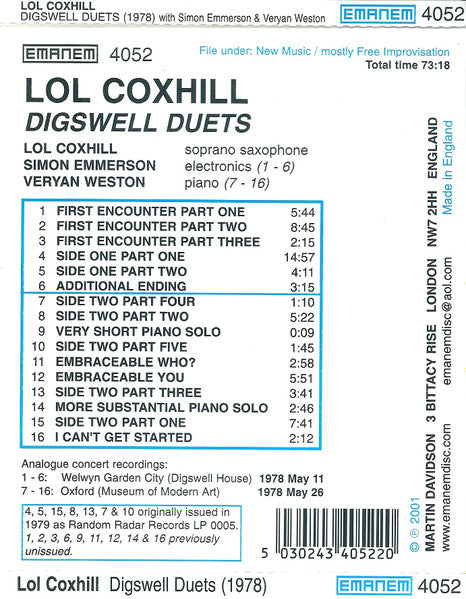 LOL COXHILL
DIGSWELL DUETS (1978) with Simon Emmerson & Veryan Weston
EMANEM 4052
EMANEM 4052
File under: New Music / mostly Free Improvisation
Total time 73:18
LOL COXHILL
DIGSWELL DUETS
LOL COXHILL soprano saxophone
SIMON EMMERSON electronics (1 - 6)
VERYAN WESTON piano (7 - 16)
1 FIRST ENCOUNTER PART ONE 5:44
2 FIRST ENCOUNTER PART TWO 8:45
3 FIRST ENCOUNTER PART THREE 2:15
4 SIDE ONE PART ONE 14:57
5 SIDE ONE PART TWO 4:11
6 ADDITIONAL ENDING 3:15
7 SIDE TWO PART FOUR 1:10
8 SIDE TWO PART TWO 5:22
9 VERY SHORT PIANO SOLO 0:09
10 SIDE TWO PART FIVE 1:45
11 EMBRACEABLE WHO? 2:58
12 EMBRACEABLE YOU 5:51
13 SIDE TWO PART THREE 3:41
14 MORE SUBSTANTIAL PIANO SOLO 2:46
15 SIDE TWO PART ONE 7:41
16 I CAN'T GET STARTED 2:12
Analogue concert recordings:
1 - 6: Welwyn Garden City (Digswell House) 1978 May 11
7 - 16: Oxford (Museum of Modern Art) 1978 May 26
4, 5, 15, 8, 13, 7 & 10 originally issued in
1979 as Random Radar Records LP 0005.
1, 2, 3, 6, 9, 11, 12, 14 & 16 previously
unissued.
5 030243 405220
© ℗ 2001 Made in England
MARTIN DAVIDSON 3 BITTACY RISE LONDON NW7 2HH ENGLAND
www.emanemdisc.com emanemdisc@aol.com
Lol Coxhill Digswell Duets (1978) EMANEM 4052